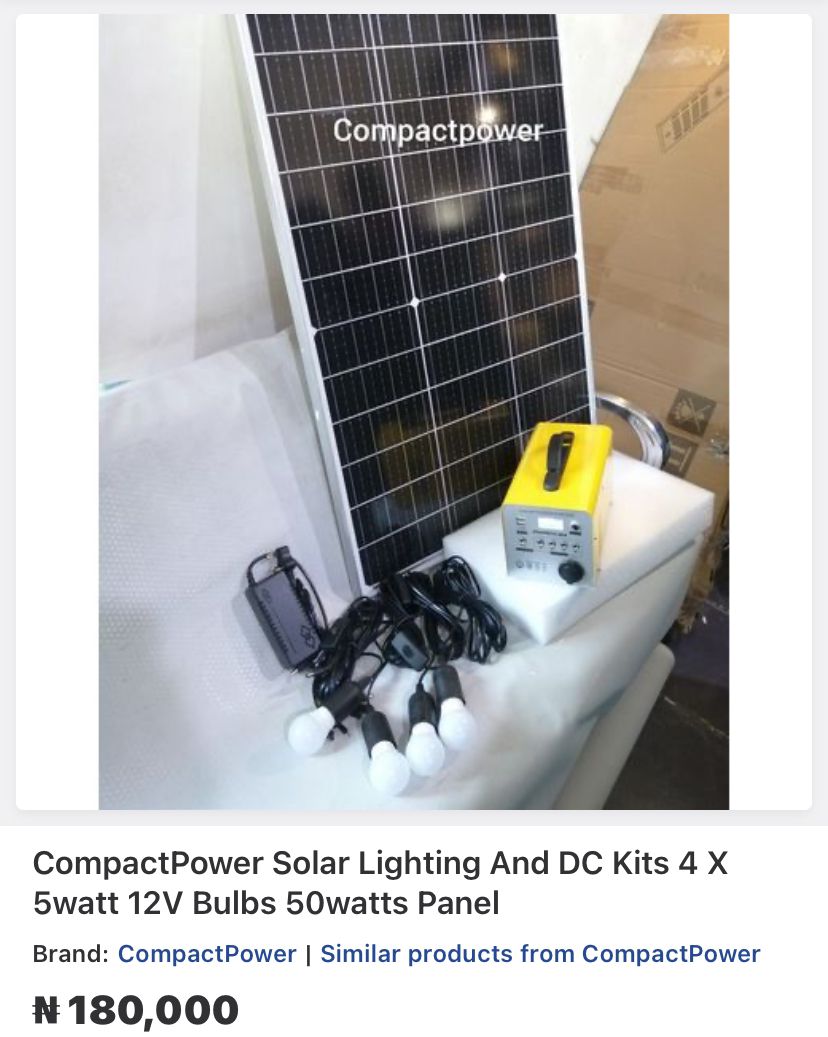 Compactpower
CompactPower Solar Lighting And DC Kits 4 X
5watt 12V Bulbs 50watts Panel
Brand: CompactPower | Similar products from CompactPower
₦ 180,000